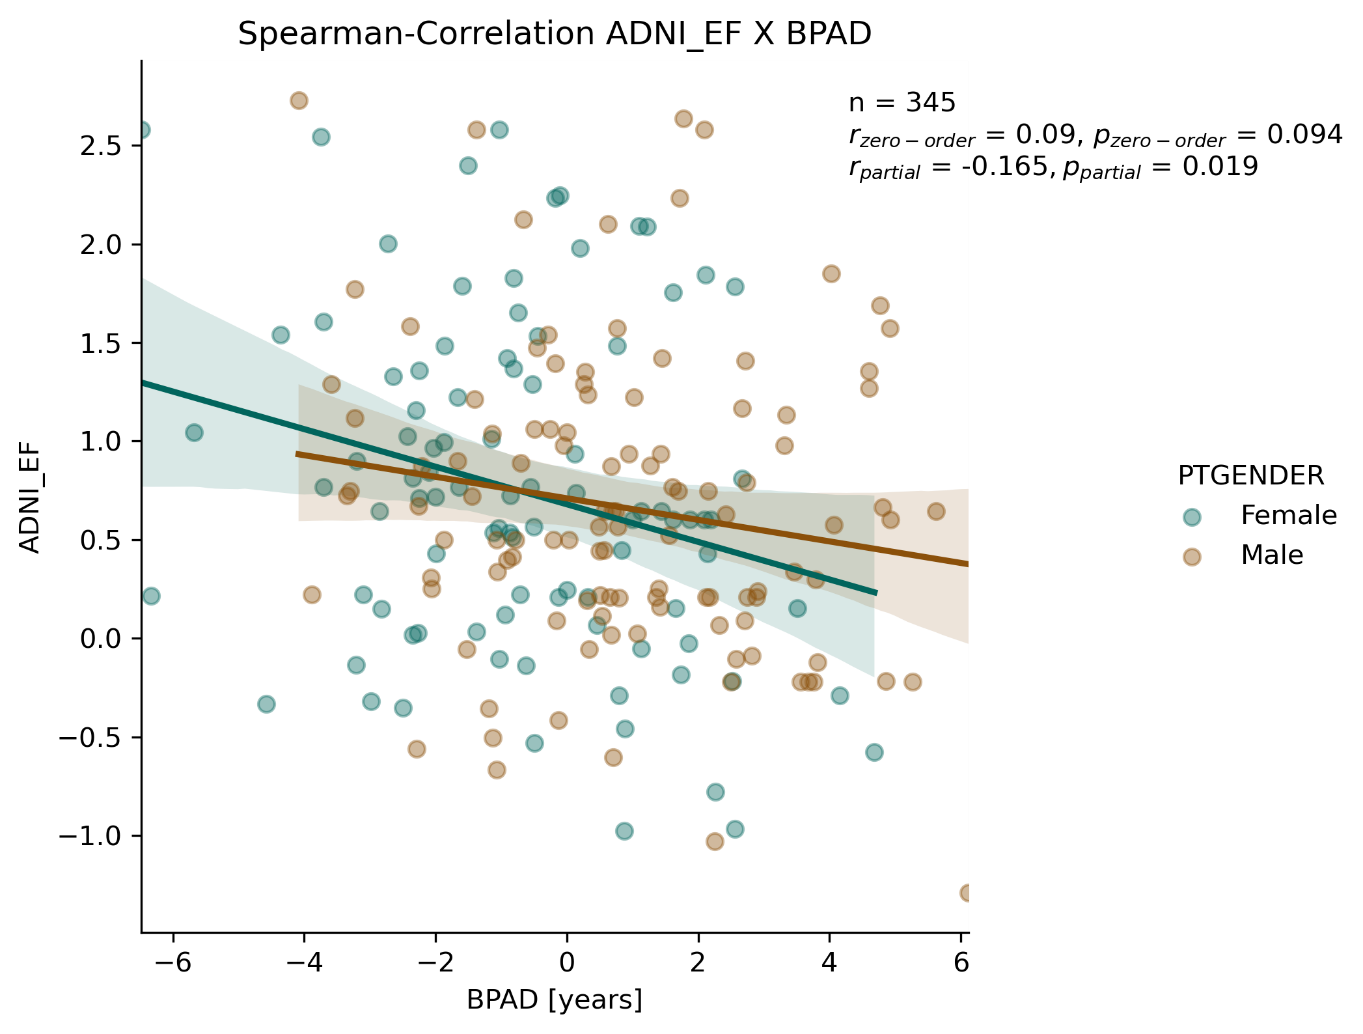 Spearman-Correlation ADNI_EF X BPAD
n = 345
r_zero−order = 0.09, p_zero−order = 0.094
r_partial = -0.165, p_partial = 0.019
2.5
2.0
1.5
1.0
0.5
0.0
−0.5
−1.0
ADNI_EF
PTGENDER
Female
Male
−6 −4 −2 0 2 4 6
BPAD [years]